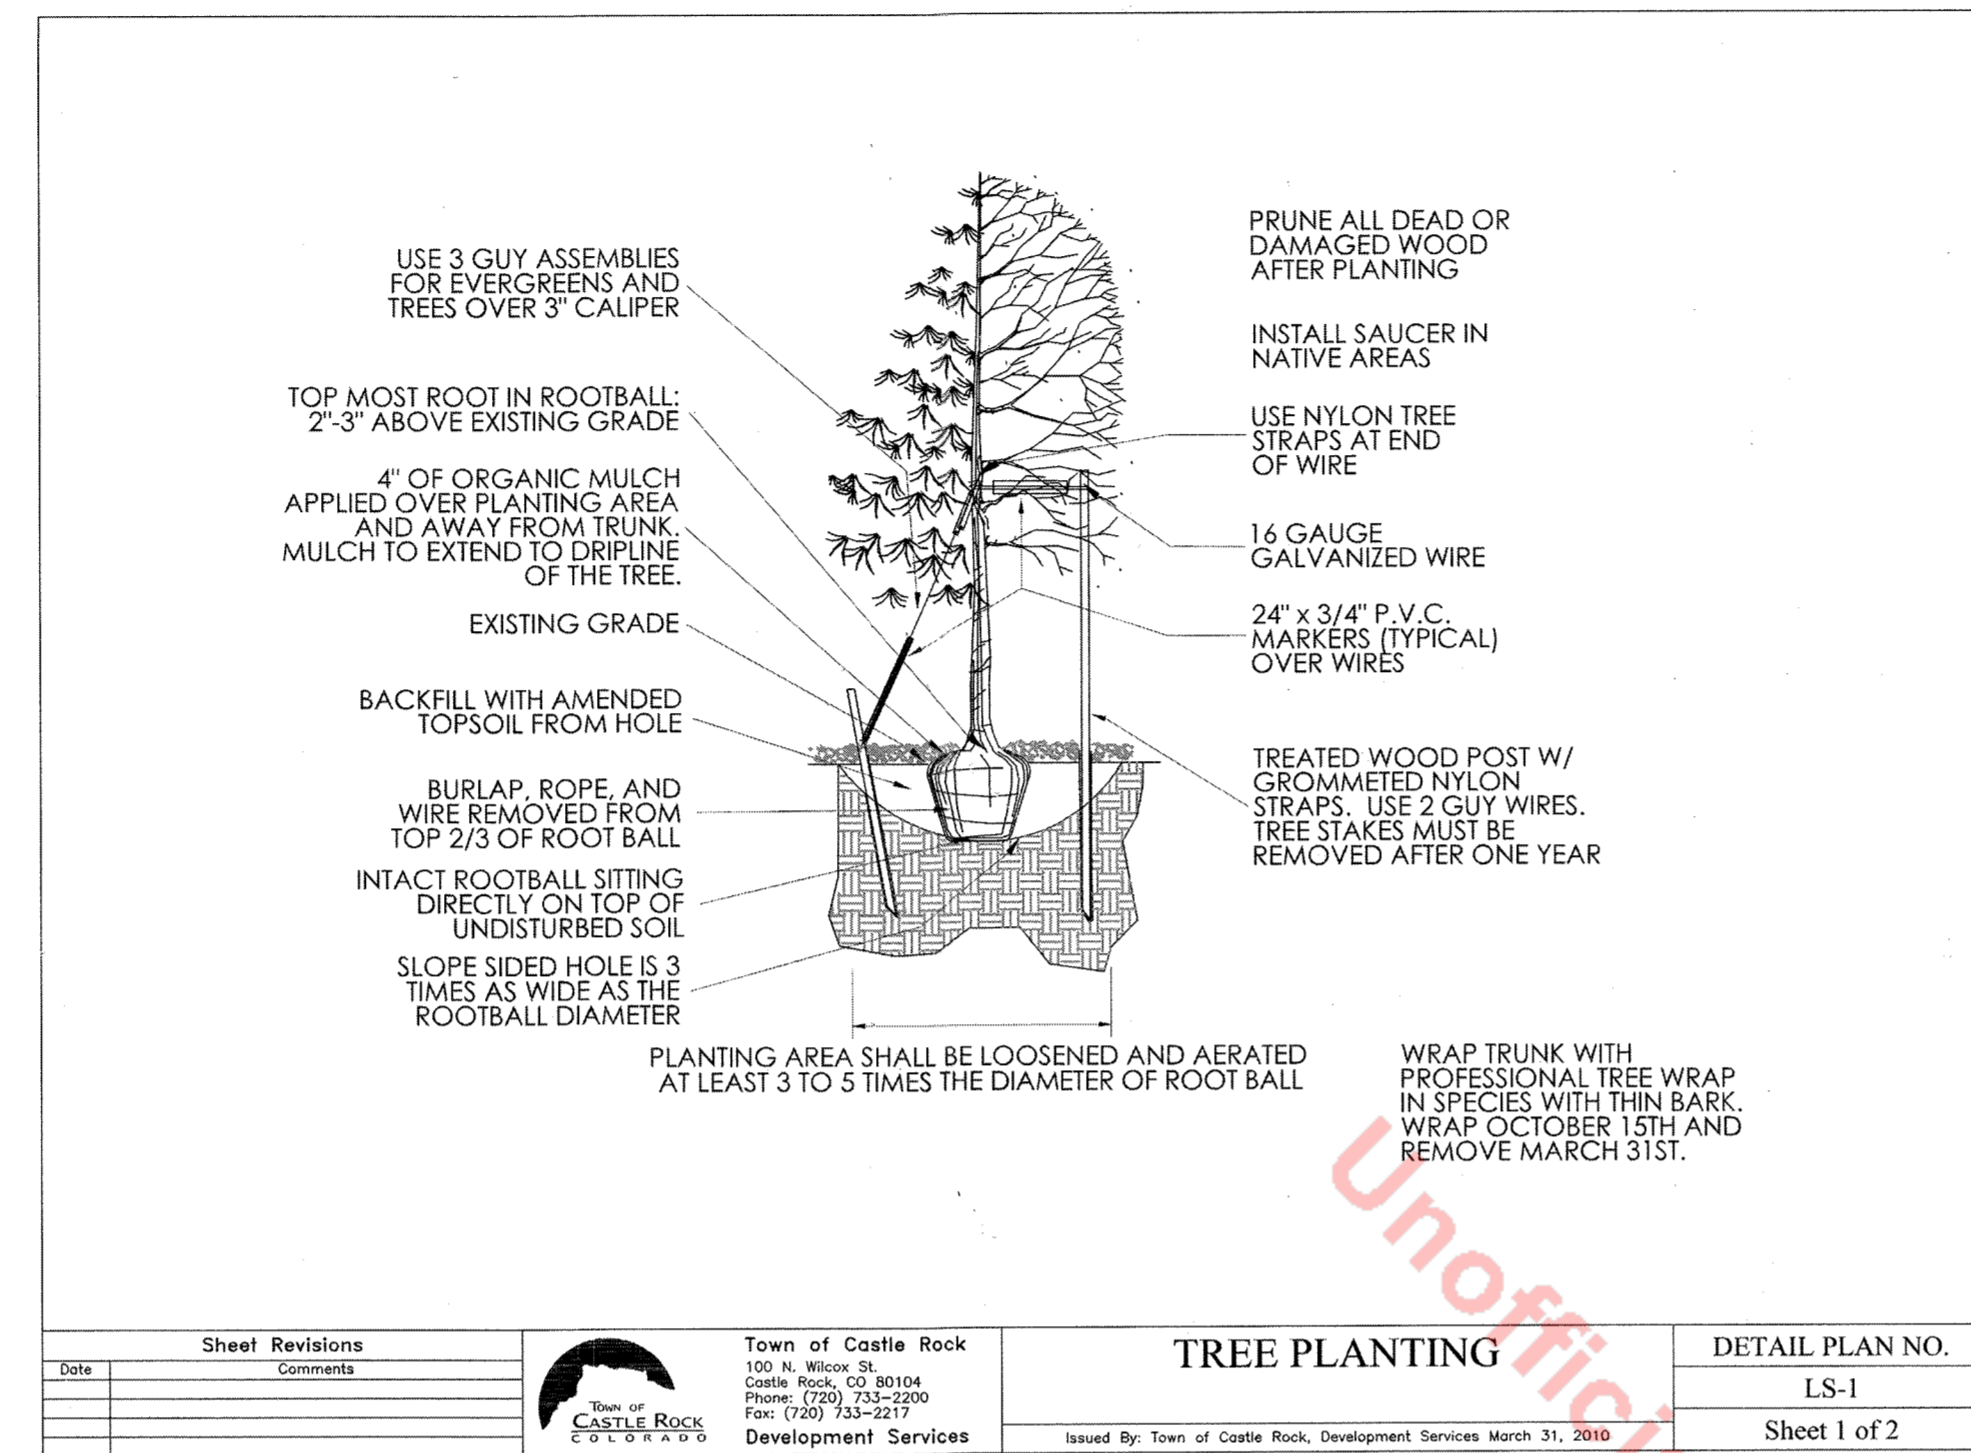 USE 3 GUY ASSEMBLIES
FOR EVERGREENS AND
TREES OVER 3" CALIPER
TOP MOST ROOT IN ROOTBALL:
2"-3" ABOVE EXISTING GRADE
4" OF ORGANIC MULCH
APPLIED OVER PLANTING AREA
AND AWAY FROM TRUNK.
MULCH TO EXTEND TO DRIPLINE
OF THE TREE.
EXISTING GRADE
BACKFILL WITH AMENDED
TOPSOIL FROM HOLE
BURLAP, ROPE, AND
WIRE REMOVED FROM
TOP 2/3 OF ROOT BALL
INTACT ROOTBALL SITTING
DIRECTLY ON TOP OF
UNDISTURBED SOIL
SLOPE SIDED HOLE IS 3
TIMES AS WIDE AS THE
ROOTBALL DIAMETER
PRUNE ALL DEAD OR
DAMAGED WOOD
AFTER PLANTING
INSTALL SAUCER IN
NATIVE AREAS
USE NYLON TREE
STRAPS AT END
OF WIRE
16 GAUGE
GALVANIZED WIRE
24" x 3/4" P.V.C.
MARKERS (TYPICAL)
OVER WIRES
TREATED WOOD POST W/
GROMMETED NYLON
STRAPS. USE 2 GUY WIRES.
TREE STAKES MUST BE
REMOVED AFTER ONE YEAR
PLANTING AREA SHALL BE LOOSENED AND AERATED
AT LEAST 3 TO 5 TIMES THE DIAMETER OF ROOT BALL
WRAP TRUNK WITH
PROFESSIONAL TREE WRAP
IN SPECIES WITH THIN BARK.
WRAP OCTOBER 15TH AND
REMOVE MARCH 31ST.
Unoffici
Sheet Revisions
Date Comments
TOWN OF
CASTLE ROCK
COLORADO
Town of Castle Rock
100 N. Wilcox St.
Castle Rock, CO 80104
Phone: (720) 733-2200
Fax: (720) 733-2217
Development Services
TREE PLANTING
Issued By: Town of Castle Rock, Development Services March 31, 2010
DETAIL PLAN NO.
LS-1
Sheet 1 of 2